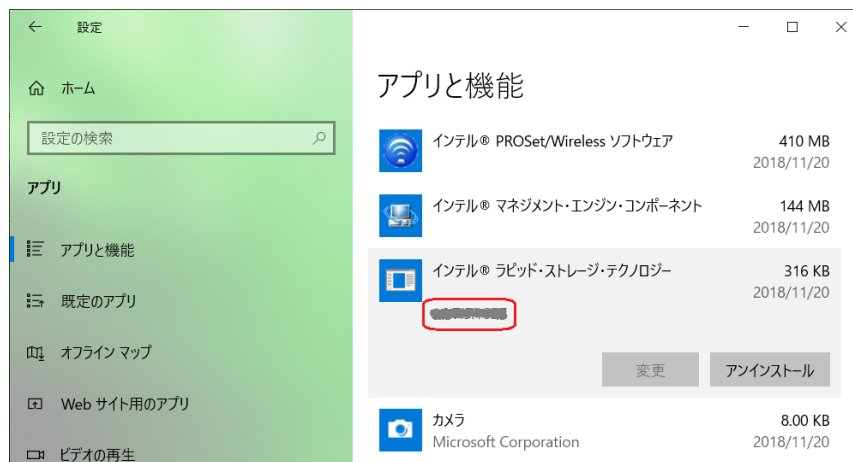 設定
ホーム
設定の検索
アプリ
アプリと機能
既定のアプリ
オフライン マップ
Web サイト用のアプリ
ビデオの再生
アプリと機能
インテル® PROSet/Wireless ソフトウェア 410 MB
2018/11/20
インテル® マネジメント・エンジン・コンポーネント 144 MB
2018/11/20
インテル® ラピッド・ストレージ・テクノロジー 316 KB
2018/11/20
変更 アンインストール
カメラ 8.00 KB
Microsoft Corporation 2018/11/20